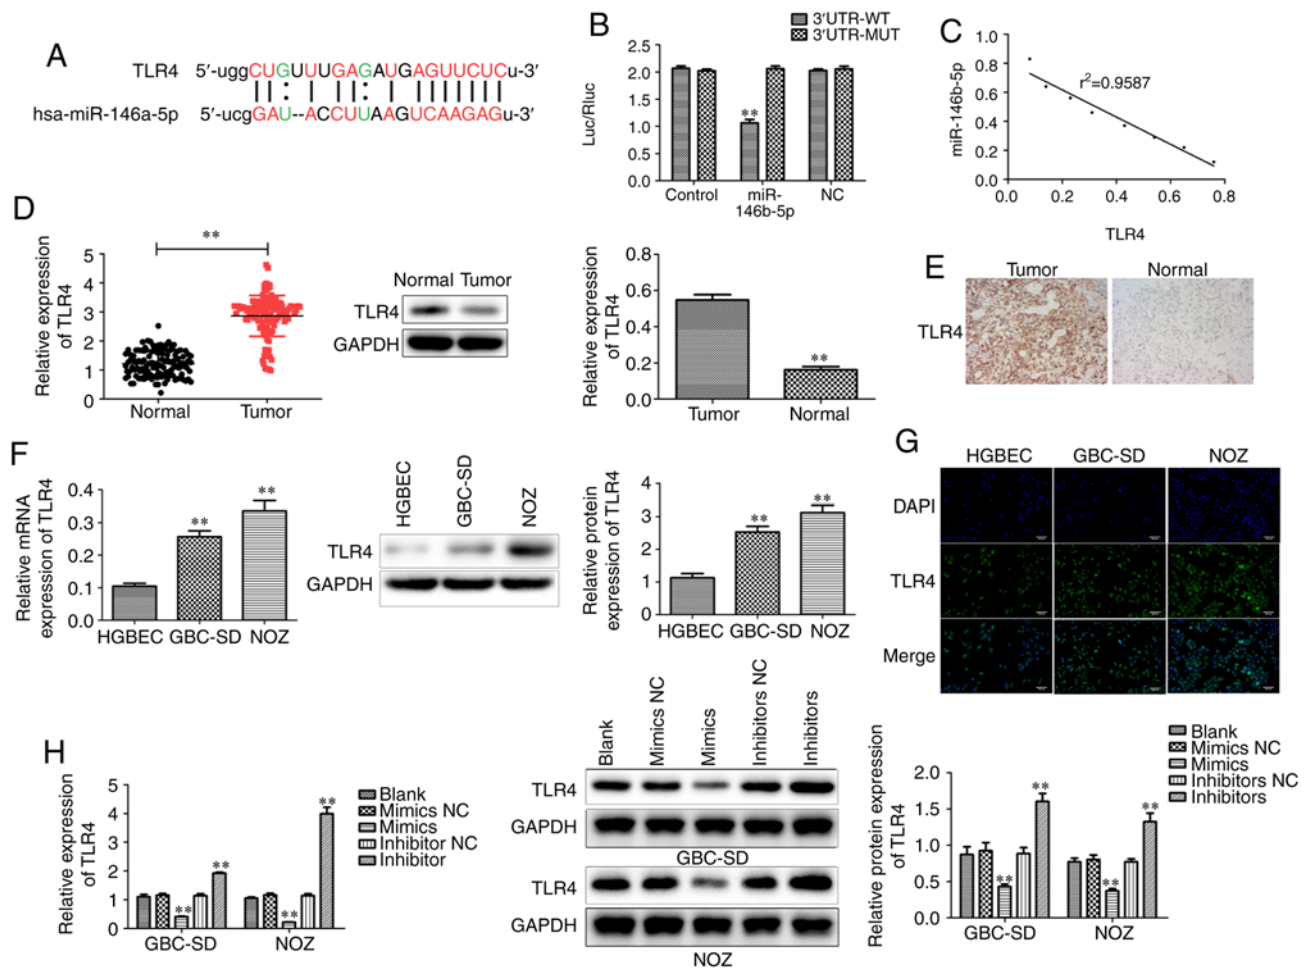 A
TLR4 5′-uggCUGUUUGAGAUGAGUUCUCu-3′
hsa-miR-146a-5p 5′-ucgGAU--ACCUUAAGUCAAGAGu-3′
B
3′UTR-WT
3′UTR-MUT
Luc/Rluc
2.5
2.0
1.5
1.0
0.5
0.0
**
Control miR-146b-5p NC
C
miR-146b-5p
1.0
0.8
0.6
0.4
0.2
0.0
r2=0.9587
0.0 0.2 0.4 0.6 0.8
TLR4
D
Relative expression
of TLR4
5
4
3
2
1
0
**
Normal Tumor
Normal Tumor
TLR4
GAPDH
Relative expression
of TLR4
0.8
0.6
0.4
0.2
0
**
Tumor Normal
E
Tumor Normal
TLR4
F
Relative mRNA
expression of TLR4
0.4
0.3
0.2
0.1
0.0
** **
HGBEC GBC-SD NOZ
HGBEC GBC-SD NOZ
TLR4
GAPDH
Relative protein
expression of TLR4
4
3
2
1
0
** **
HGBEC GBC-SD NOZ
G
HGBEC GBC-SD NOZ
DAPI
TLR4
Merge
H
Relative expression
of TLR4
5
4
3
2
1
0
** ** ** **
GBC-SD NOZ
Blank
Mimics NC
Mimics
Inhibitor NC
Inhibitor
Blank Mimics NC Mimics Inhibitors NC Inhibitors
TLR4
GAPDH
GBC-SD
TLR4
GAPDH
NOZ
Relative protein expression
of TLR4
2.0
1.5
1.0
0.5
0.0
** ** ** **
GBC-SD NOZ
Blank
Mimics NC
Mimics
Inhibitors NC
Inhibitors